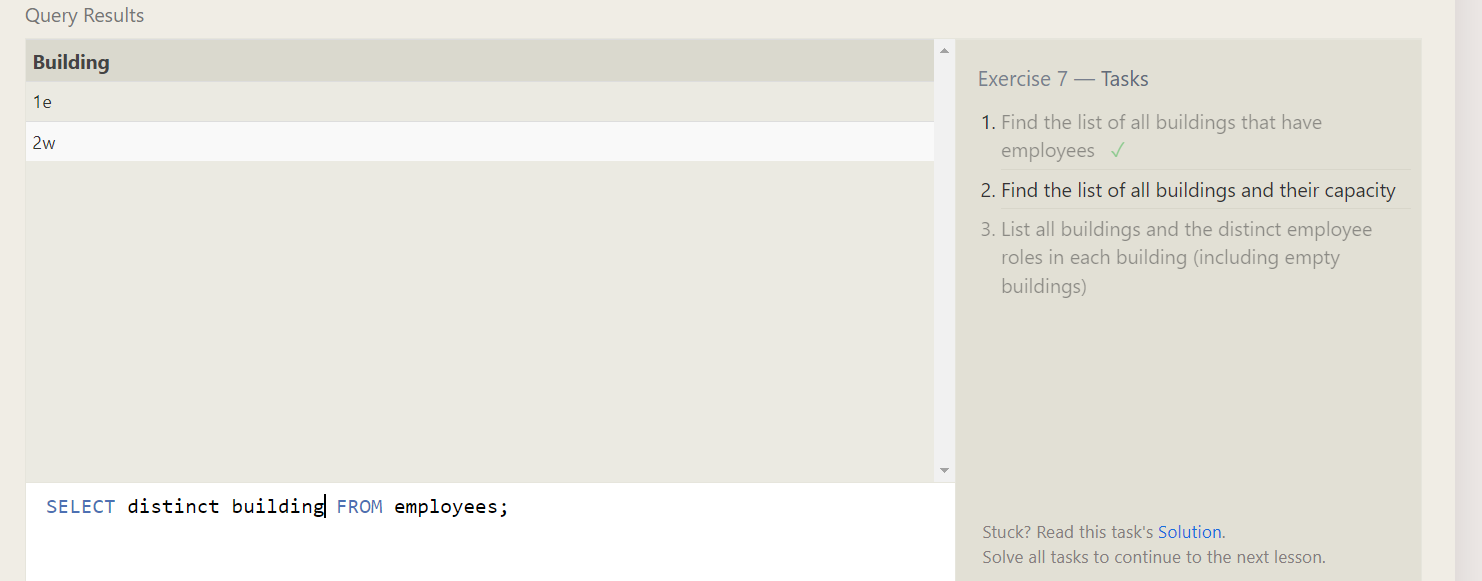 Query Results
Building
1e
2w
SELECT distinct building FROM employees;
Exercise 7 — Tasks
1. Find the list of all buildings that have
employees ✓
2. Find the list of all buildings and their capacity
3. List all buildings and the distinct employee
roles in each building (including empty
buildings)
Stuck? Read this task's Solution.
Solve all tasks to continue to the next lesson.